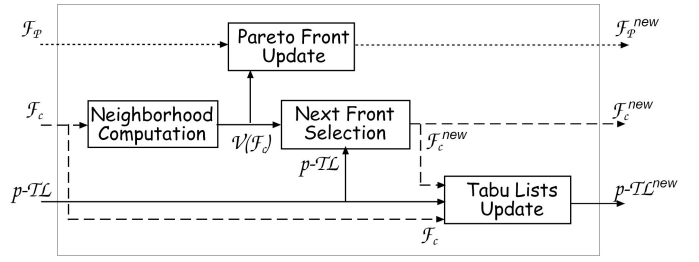 ℱ𝒫
Pareto Front
Update
ℱ𝒫new
ℱc
Neighborhood
Computation
𝒱(ℱc)
Next Front
Selection
ℱcnew
ℱcnew
p-𝒯ℒ
p-𝒯ℒ
Tabu Lists
Update
p-𝒯ℒnew
ℱc